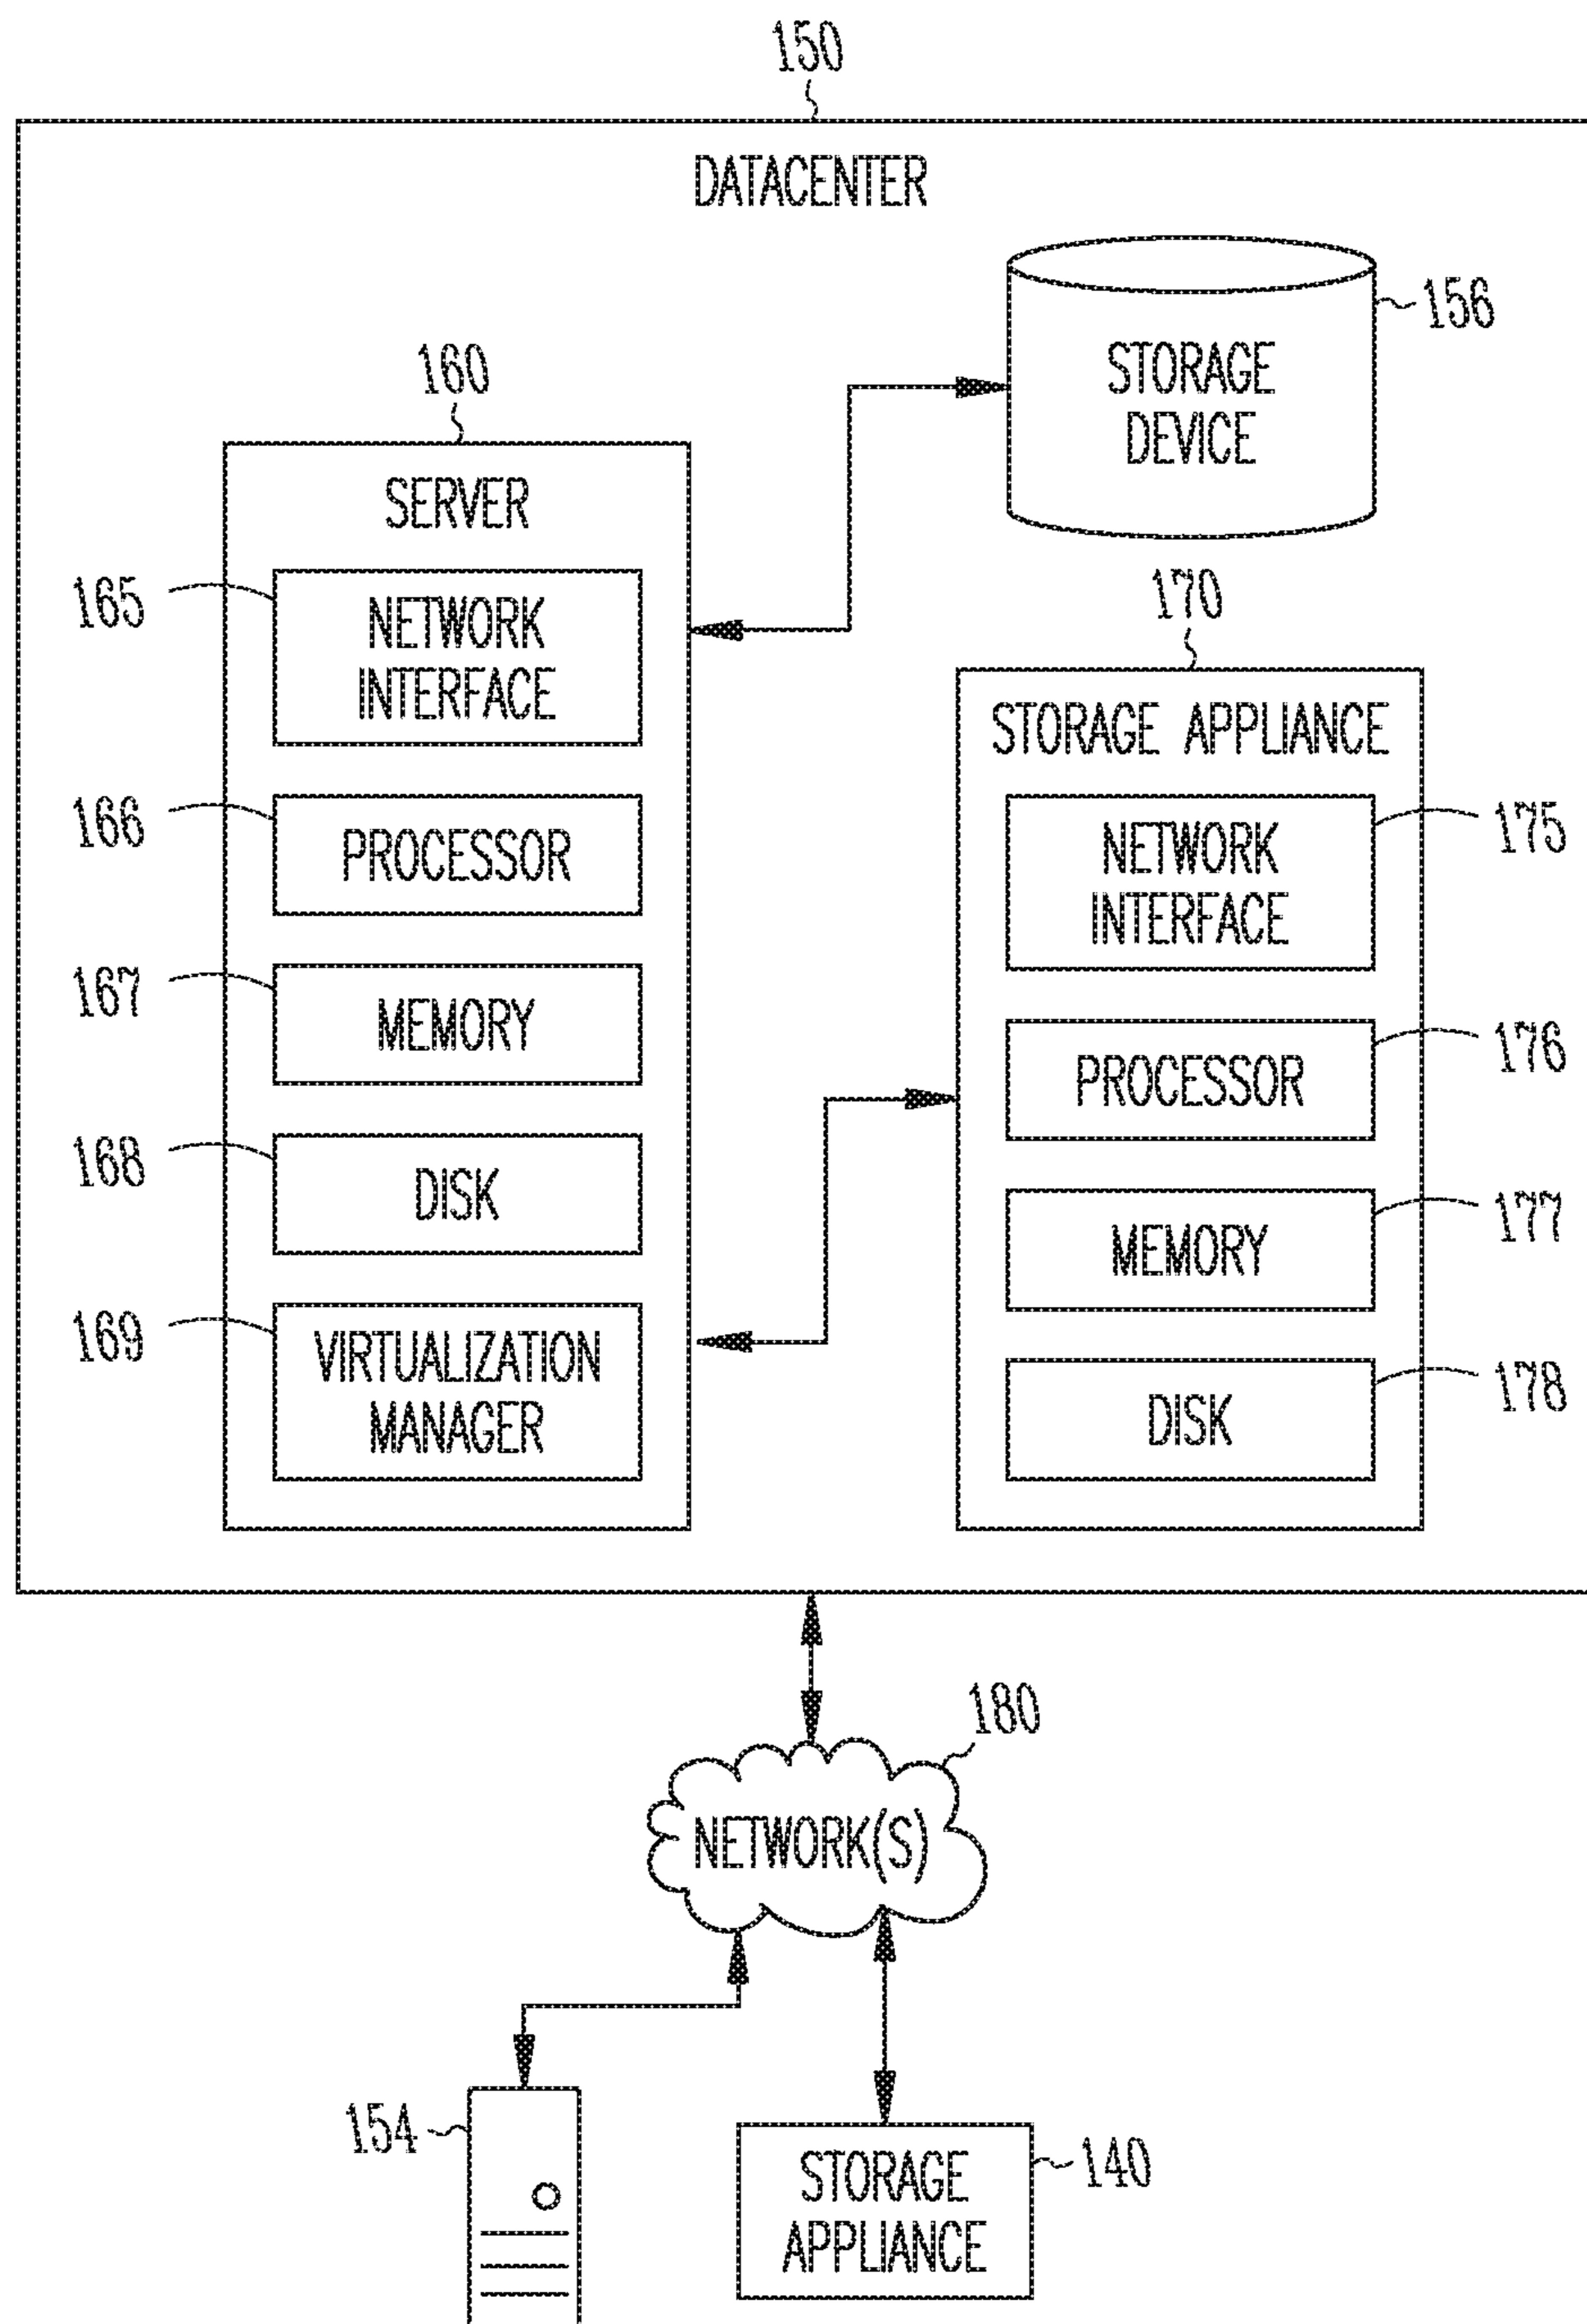 150
DATACENTER
156
STORAGE
DEVICE
160
SERVER
165
NETWORK
INTERFACE
166
PROCESSOR
167
MEMORY
168
DISK
169
VIRTUALIZATION
MANAGER
170
STORAGE APPLIANCE
175
NETWORK
INTERFACE
176
PROCESSOR
177
MEMORY
178
DISK
180
NETWORK(S)
154
140
STORAGE
APPLIANCE